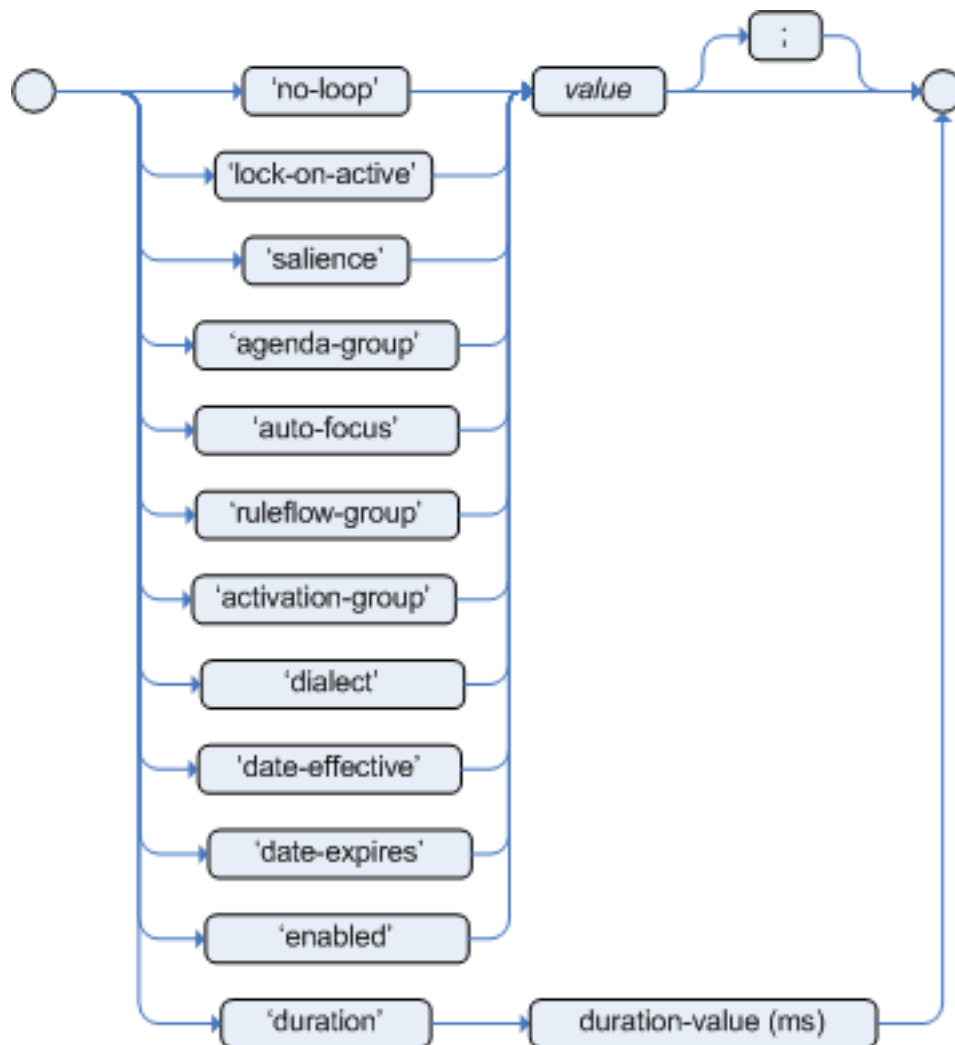 ;
‘no-loop’ value
‘lock-on-active’
‘salience’
‘agenda-group’
‘auto-focus’
‘ruleflow-group’
‘activation-group’
‘dialect’
‘date-effective’
‘date-expires’
‘enabled’
‘duration’ duration-value (ms)